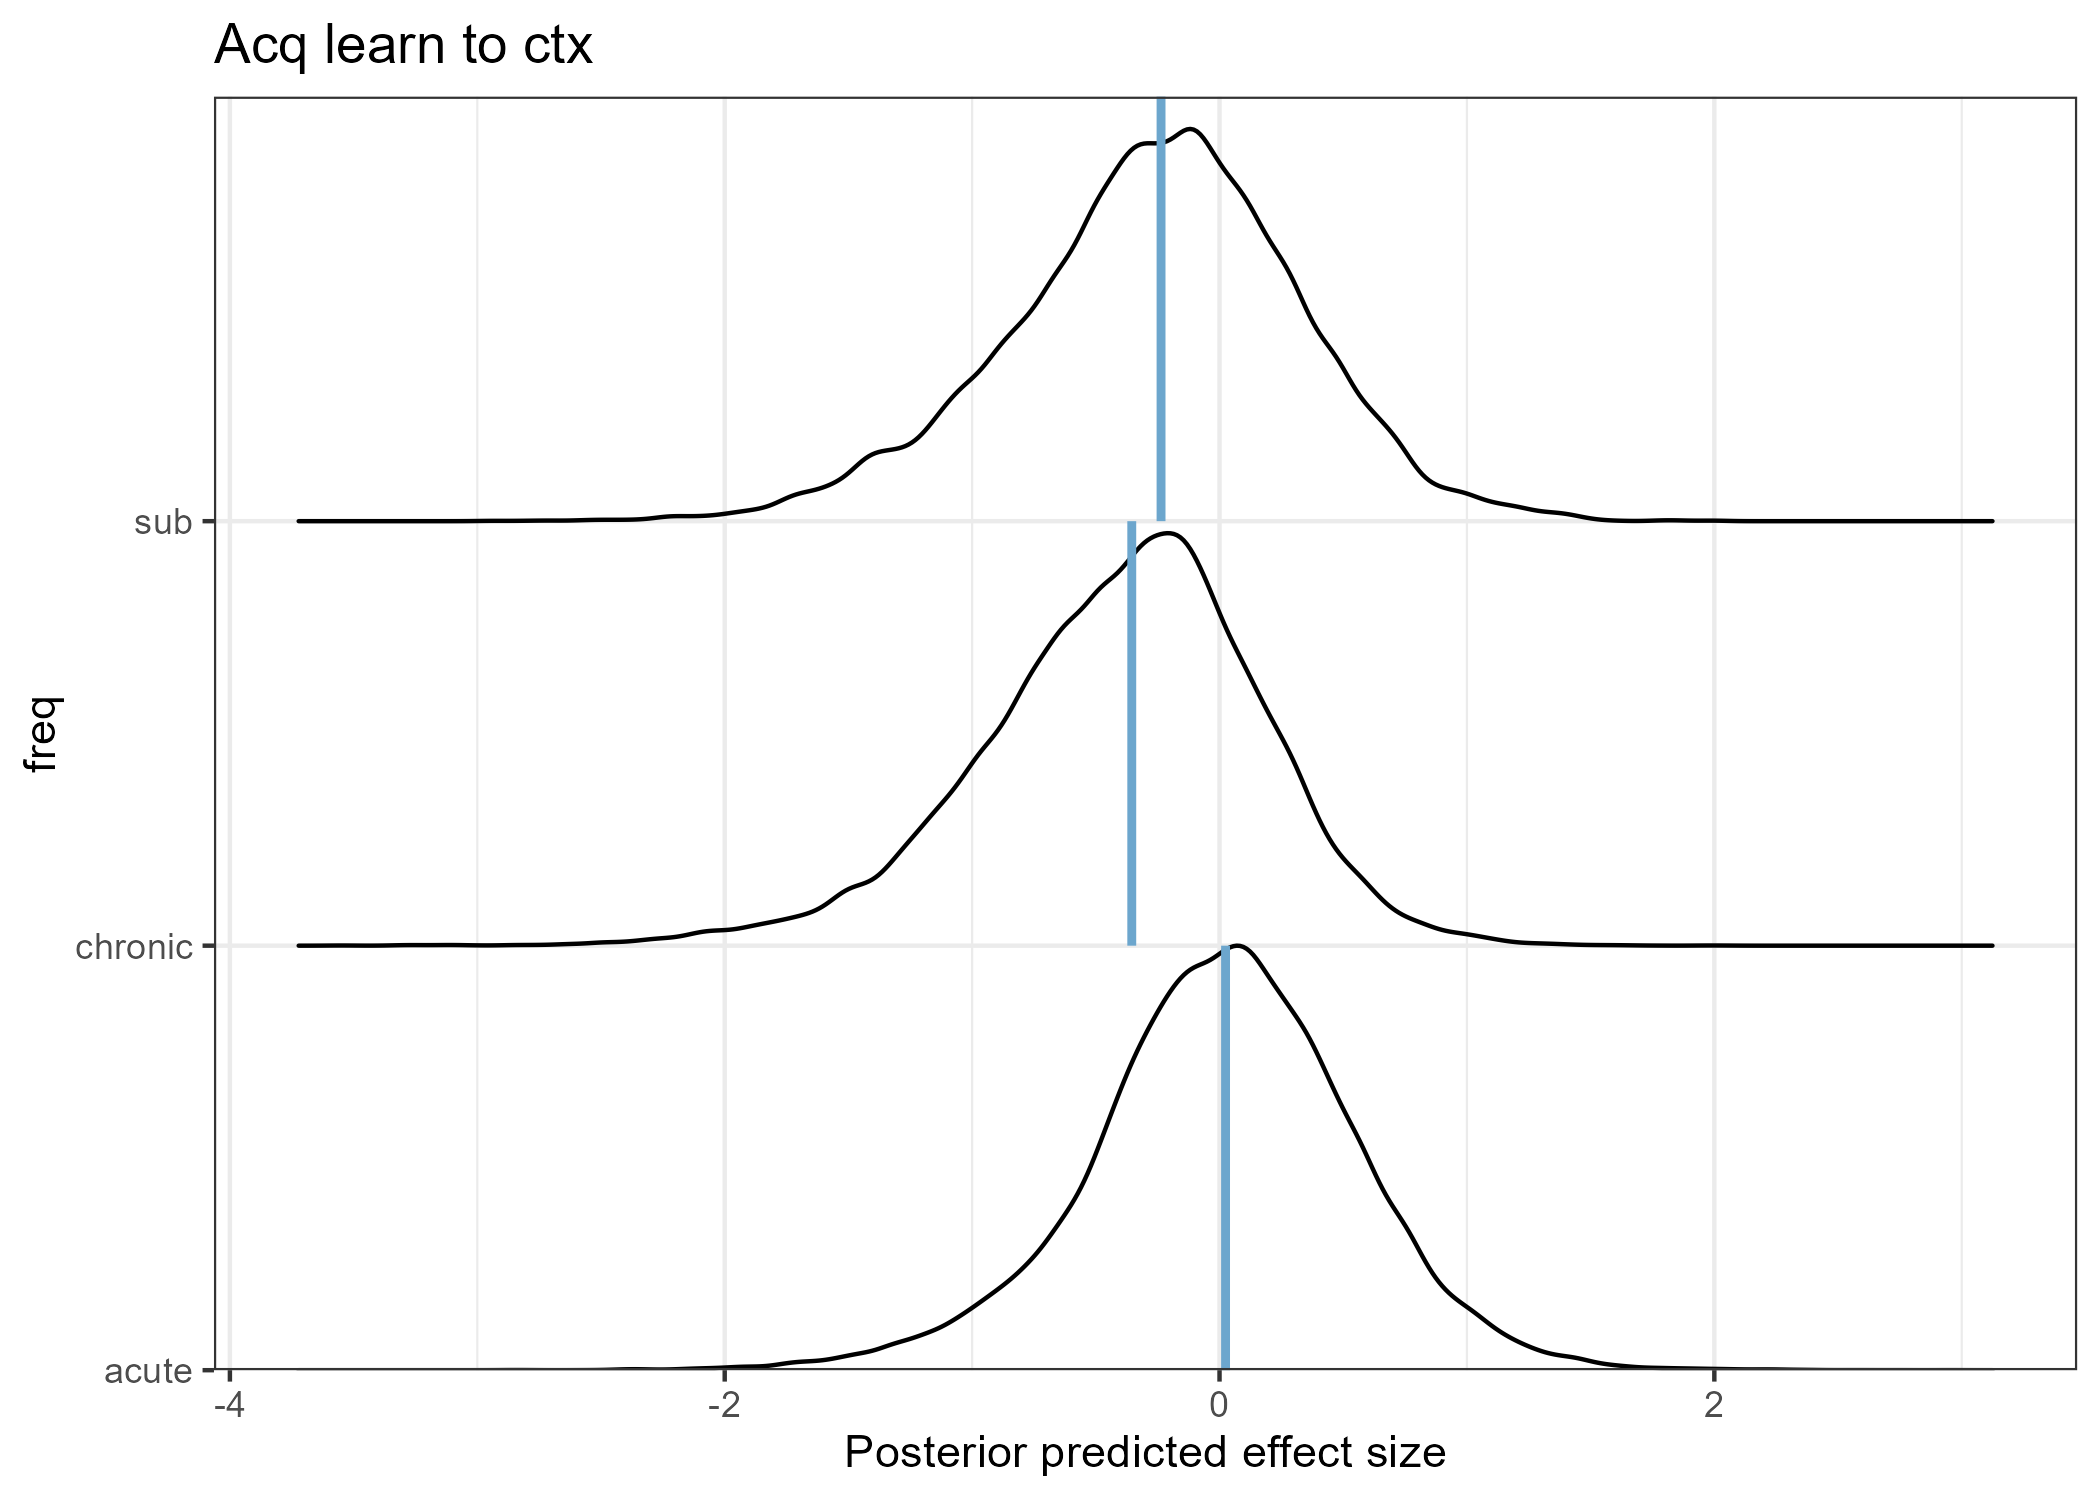 Acq learn to ctx
freq
sub
chronic
acute
-4 -2 0 2
Posterior predicted effect size